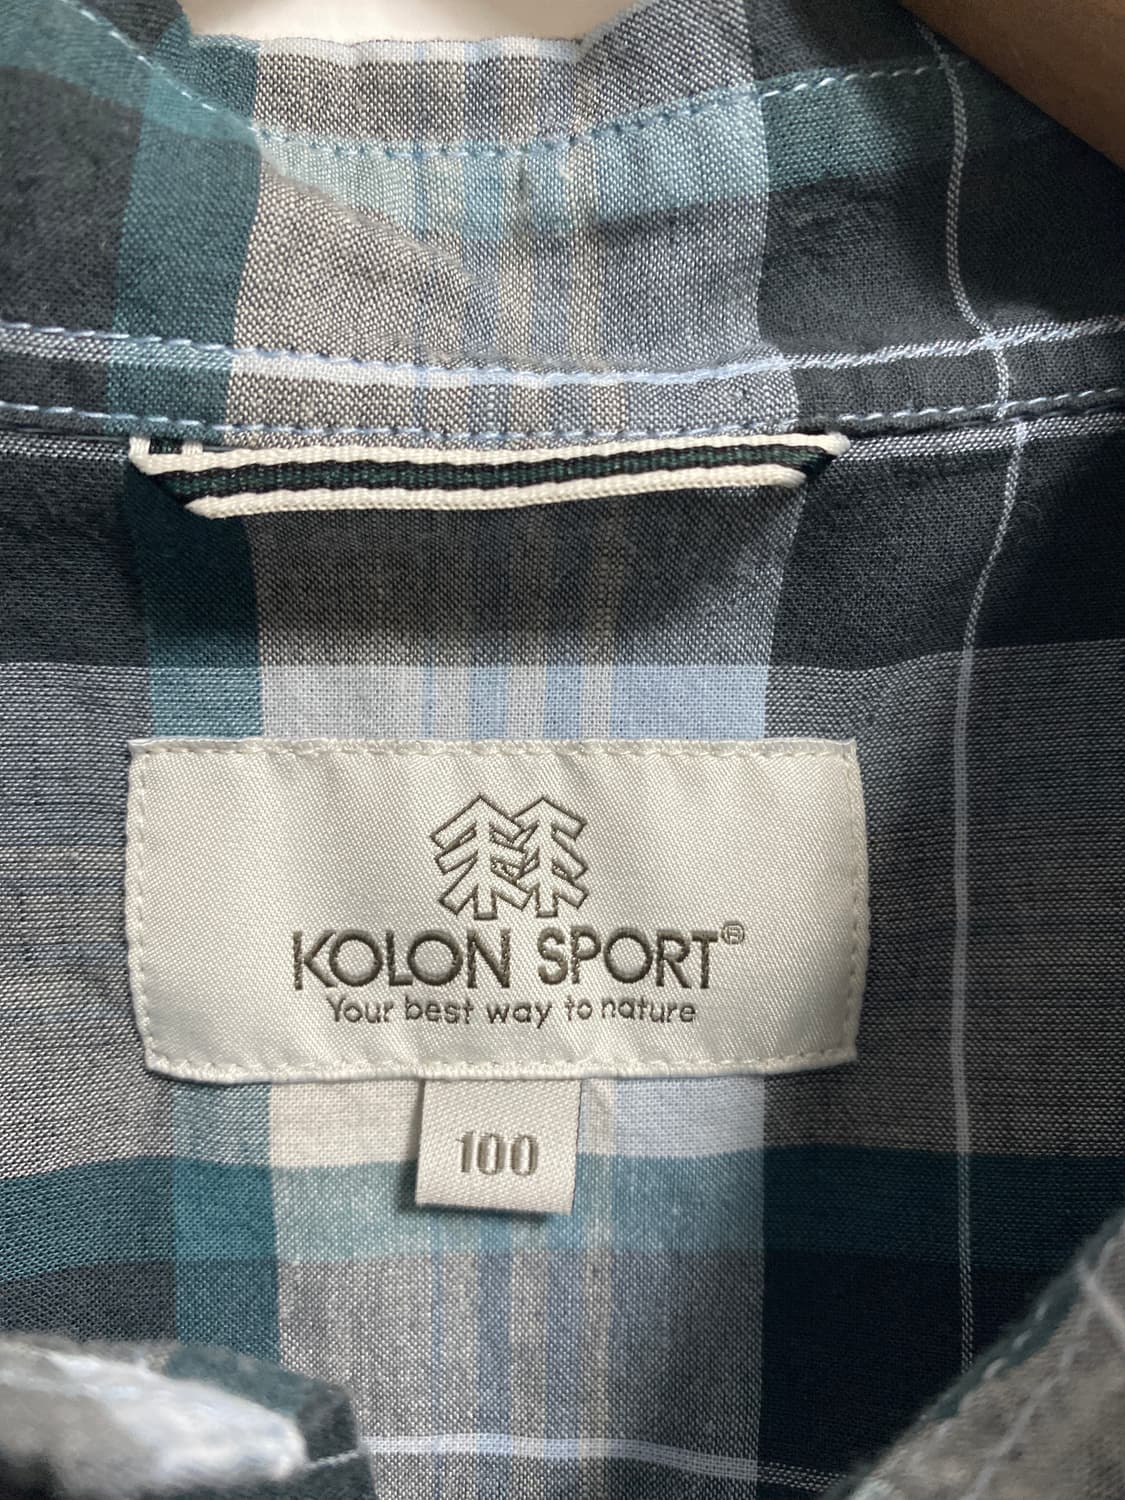 KOLON SPORT®
Your best way to nature
100